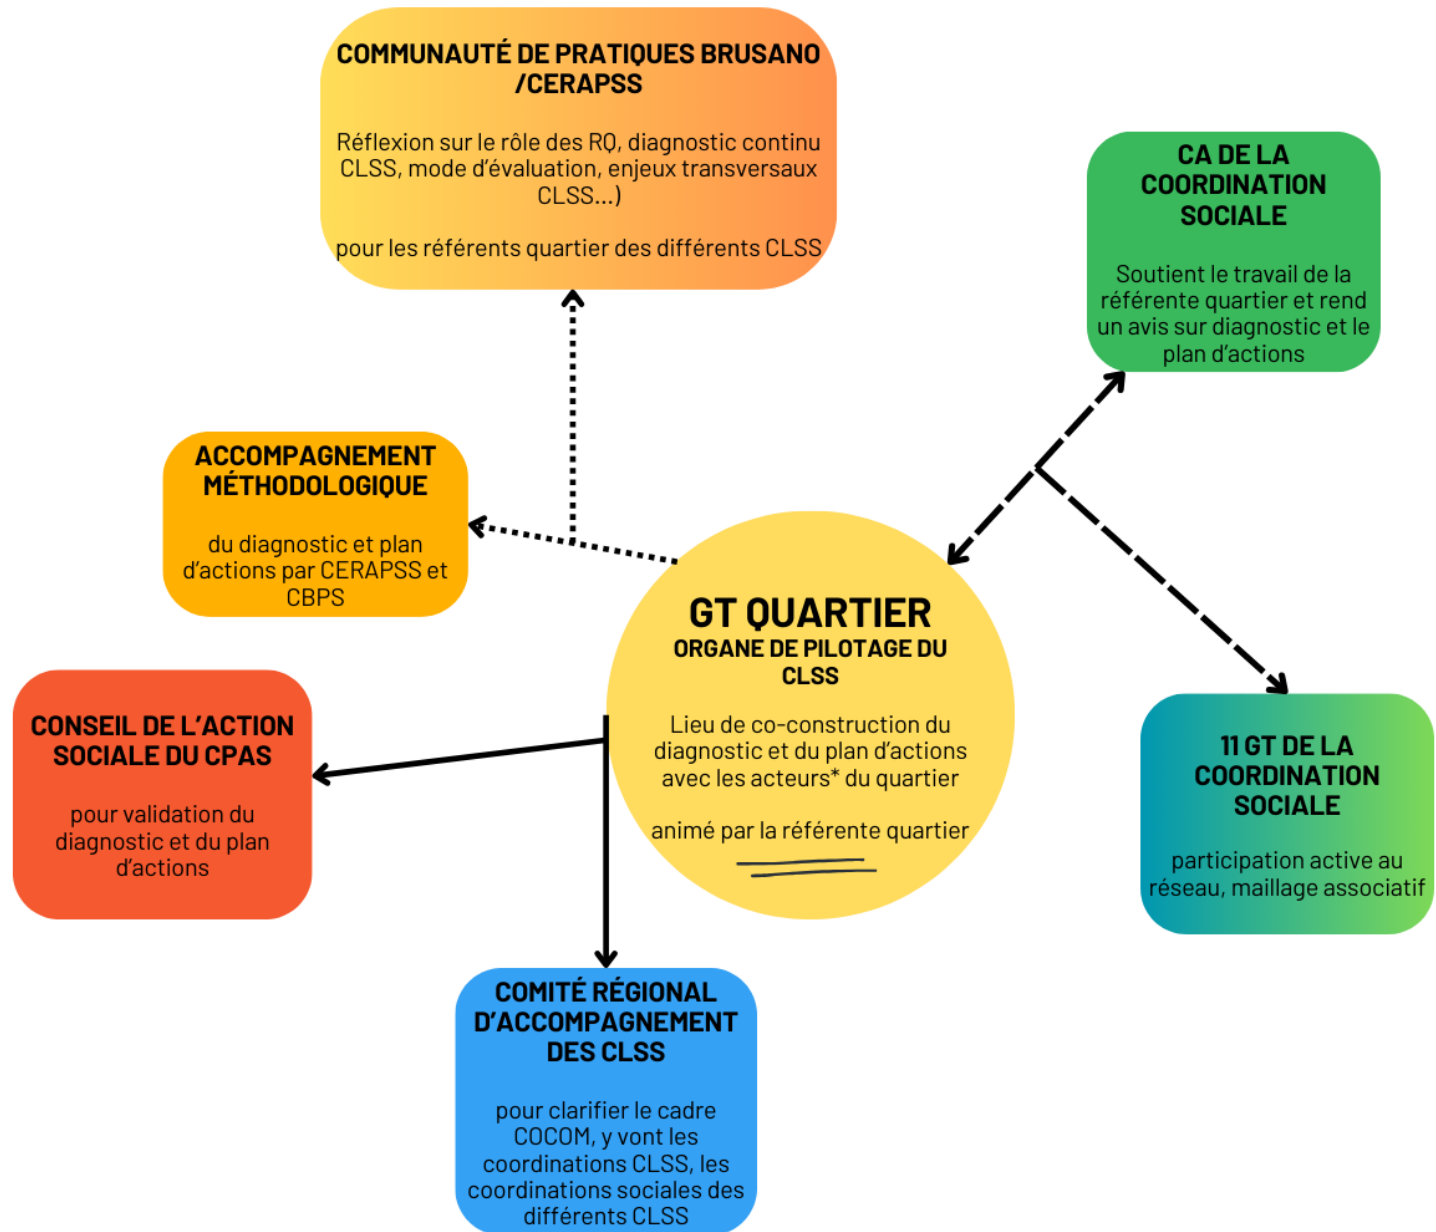 COMMUNAUTÉ DE PRATIQUES BRUSANO
/CERAPSS
Réflexion sur le rôle des RQ, diagnostic continu
CLSS, mode d'évaluation, enjeux transversaux
CLSS...)
pour les référents quartier des différents CLSS
CA DE LA
COORDINATION
SOCIALE
Soutient le travail de la
référente quartier et rend
un avis sur diagnostic et le
plan d'actions
ACCOMPAGNEMENT
MÉTHODOLOGIQUE
du diagnostic et plan
d'actions par CERAPSS et
CBPS
GT QUARTIER
ORGANE DE PILOTAGE DU
CLSS
Lieu de co-construction du
diagnostic et du plan d'actions
avec les acteurs* du quartier
animé par la référente quartier
CONSEIL DE L'ACTION
SOCIALE DU CPAS
pour validation du
diagnostic et du plan
d'actions
11 GT DE LA
COORDINATION
SOCIALE
participation active au
réseau, maillage associatif
COMITÉ RÉGIONAL
D'ACCOMPAGNEMENT
DES CLSS
pour clarifier le cadre
COCOM, y vont les
coordinations CLSS, les
coordinations sociales des
différents CLSS